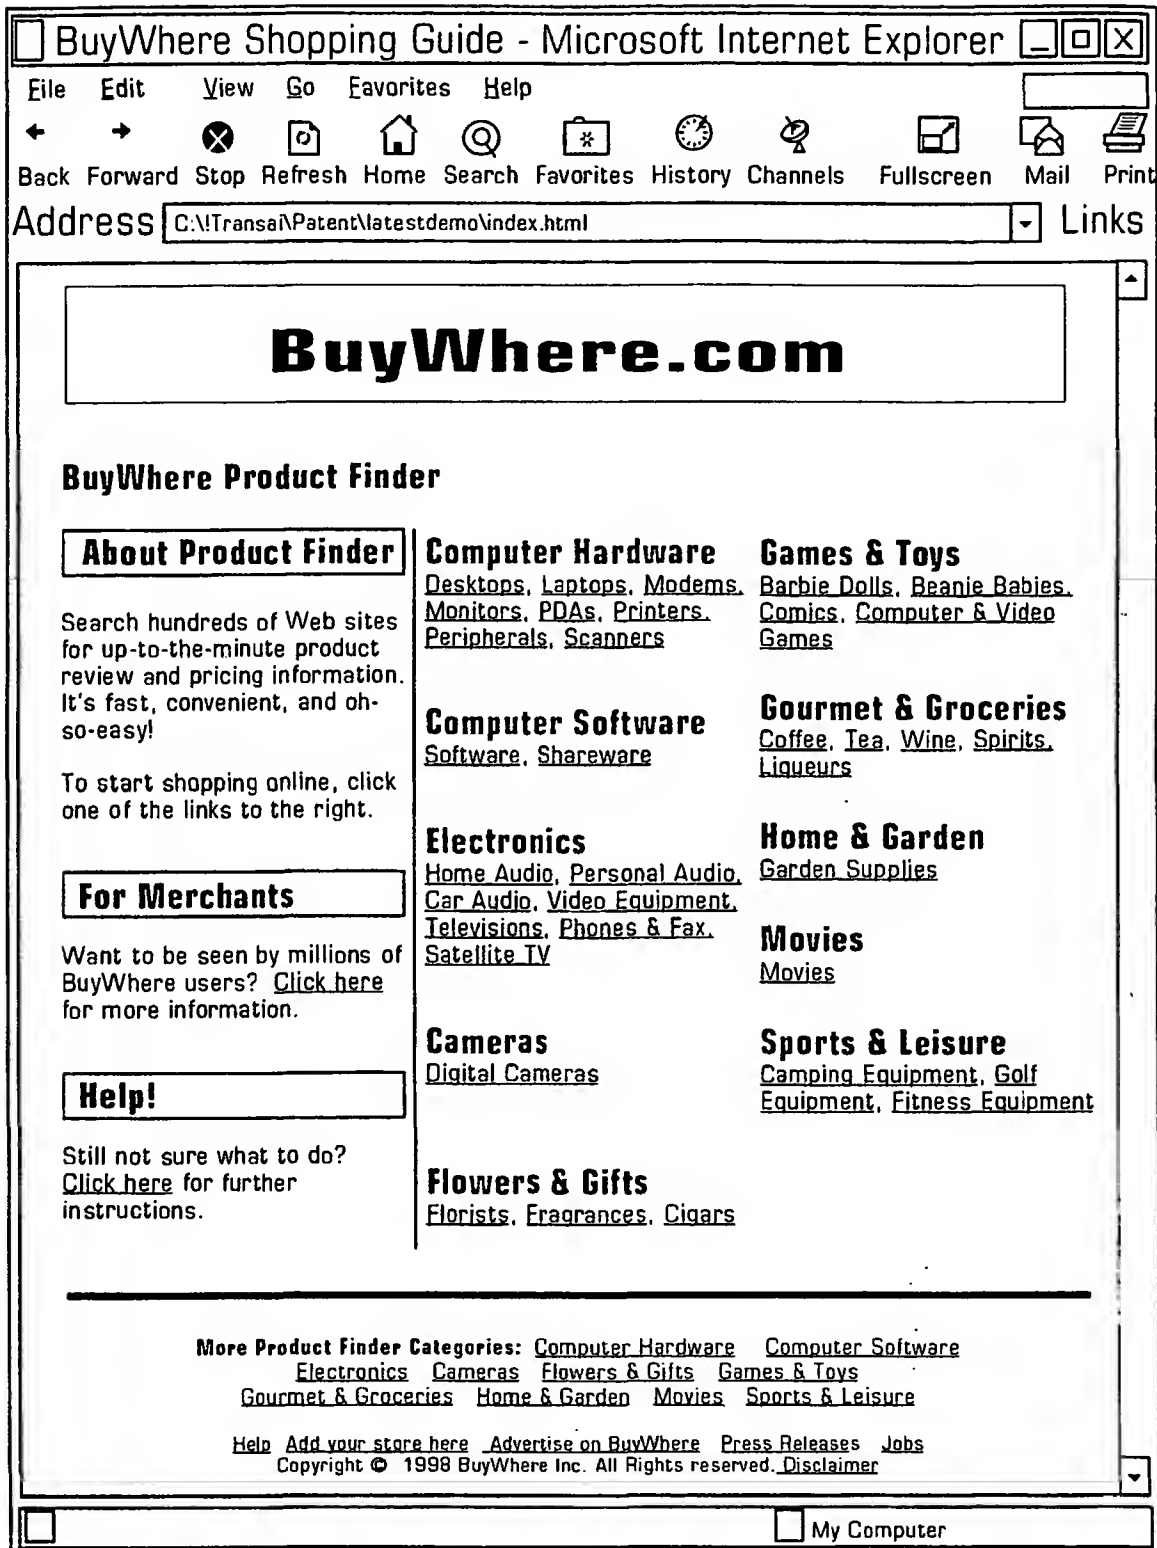 BuyWhere Shopping Guide - Microsoft Internet Explorer
File Edit View Go Favorites Help
Back Forward Stop Refresh Home Search Favorites History Channels Fullscreen Mail Print
Address C:\!Transai\Patent\latestdemo\index.html Links
BuyWhere.com
BuyWhere Product Finder
About Product Finder
Search hundreds of Web sites
for up-to-the-minute product
review and pricing information.
It's fast, convenient, and oh-
so-easy!
To start shopping online, click
one of the links to the right.
For Merchants
Want to be seen by millions of
BuyWhere users? Click here
for more information.
Help!
Still not sure what to do?
Click here for further
instructions.
Computer Hardware
Desktops, Laptops, Modems,
Monitors, PDAs, Printers,
Peripherals, Scanners
Computer Software
Software, Shareware
Electronics
Home Audio, Personal Audio,
Car Audio, Video Equipment,
Televisions, Phones & Fax,
Satellite TV
Cameras
Digital Cameras
Flowers & Gifts
Florists, Fragrances, Cigars
Games & Toys
Barbie Dolls, Beanie Babies,
Comics, Computer & Video
Games
Gourmet & Groceries
Coffee, Tea, Wine, Spirits,
Liqueurs
Home & Garden
Garden Supplies
Movies
Movies
Sports & Leisure
Camping Equipment, Golf
Equipment, Fitness Equipment
More Product Finder Categories: Computer Hardware Computer Software
Electronics Cameras Flowers & Gifts Games & Toys
Gourmet & Groceries Home & Garden Movies Sports & Leisure
Help Add your store here Advertise on BuyWhere Press Releases Jobs
Copyright © 1998 BuyWhere Inc. All Rights reserved. Disclaimer
My Computer